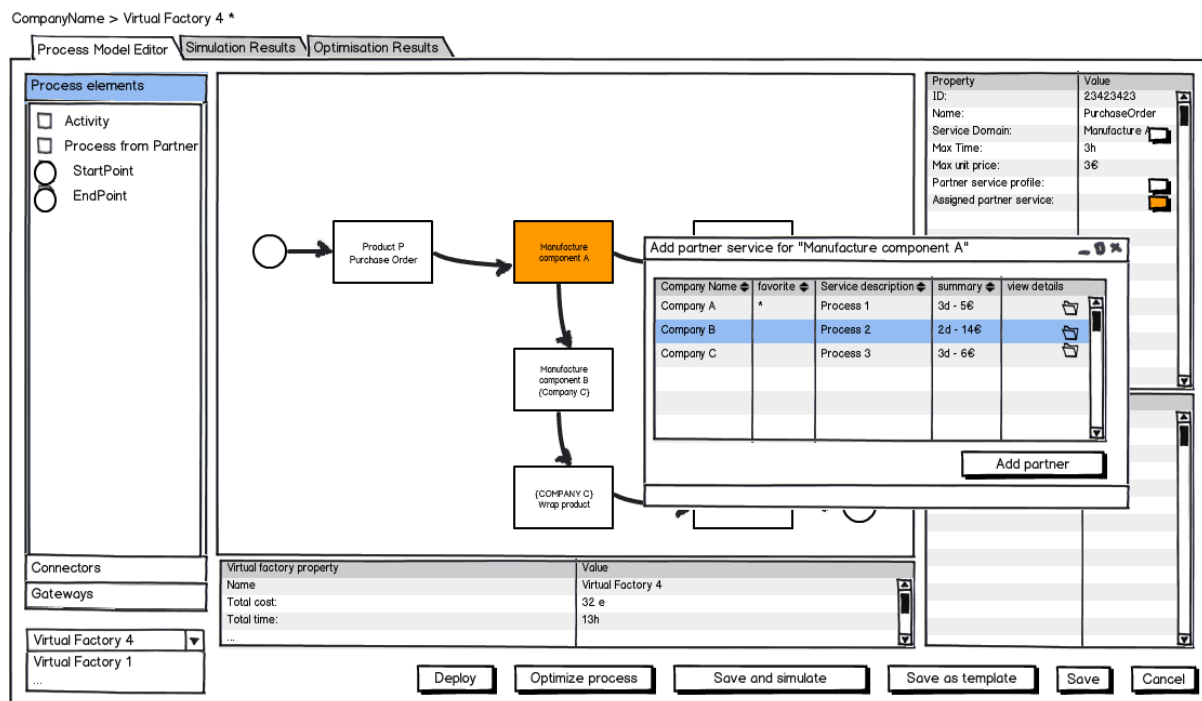 CompanyName > Virtual Factory 4 *
Process Model Editor
Simulation Results
Optimisation Results
Process elements
Activity
Process from Partner
StartPoint
EndPoint
Connectors
Gateways
Virtual Factory 4
Virtual Factory 1
...
Product P
Purchase Order
Manufacture
component A
Manufacture
component B
{Company C}
{COMPANY C}
Wrap product
Property Value
ID: 23423423
Name: PurchaseOrder
Service Domain: Manufacture A
Max Time: 3h
Max unit price: 3€
Partner service profile:
Assigned partner service:
Add partner service for "Manufacture component A"
Company Name favorite Service description summary view details
Company A * Process 1 3d - 5€
Company B Process 2 2d - 14€
Company C Process 3 3d - 6€
Add partner
Virtual factory property Value
Name Virtual Factory 4
Total cost: 32 e
Total time: 13h
...
Deploy
Optimize process
Save and simulate
Save as template
Save
Cancel